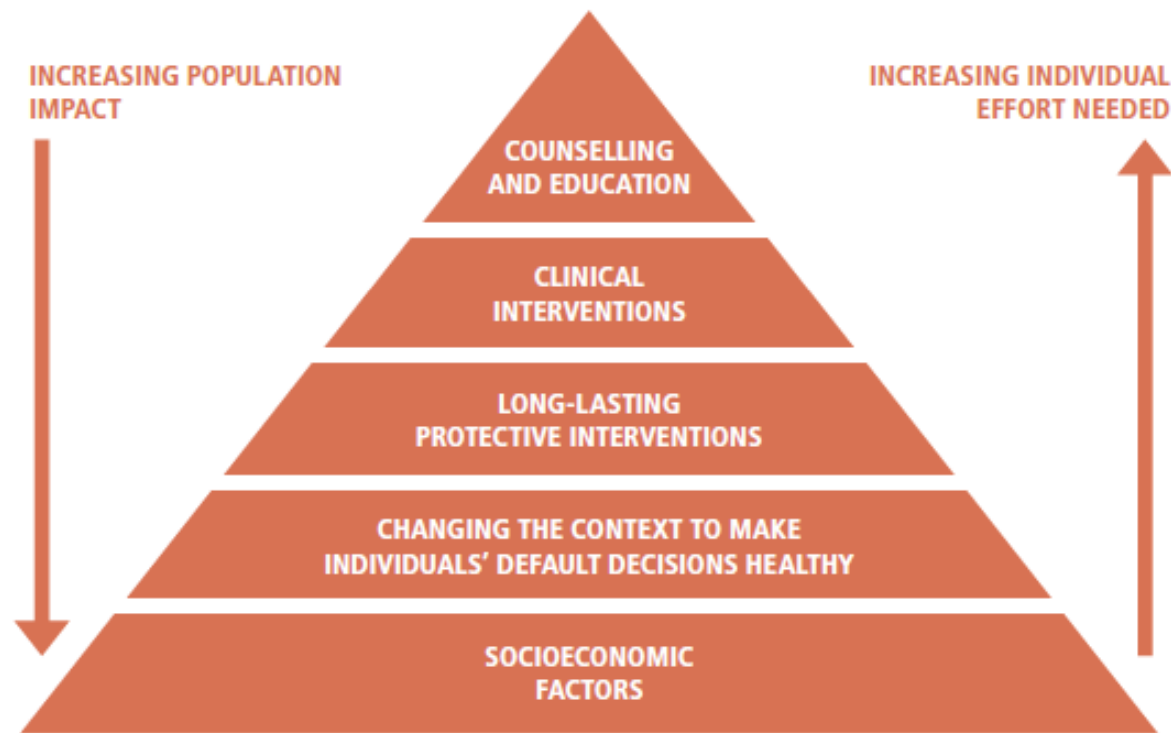 INCREASING POPULATION
IMPACT
INCREASING INDIVIDUAL
EFFORT NEEDED
COUNSELLING
AND EDUCATION
CLINICAL
INTERVENTIONS
LONG-LASTING
PROTECTIVE INTERVENTIONS
CHANGING THE CONTEXT TO MAKE
INDIVIDUALS’ DEFAULT DECISIONS HEALTHY
SOCIOECONOMIC
FACTORS